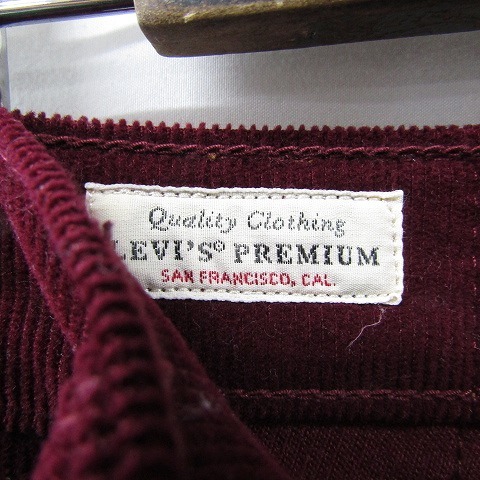 Quality Clothing
LEVI'S® PREMIUM
SAN FRANCISCO, CAL.